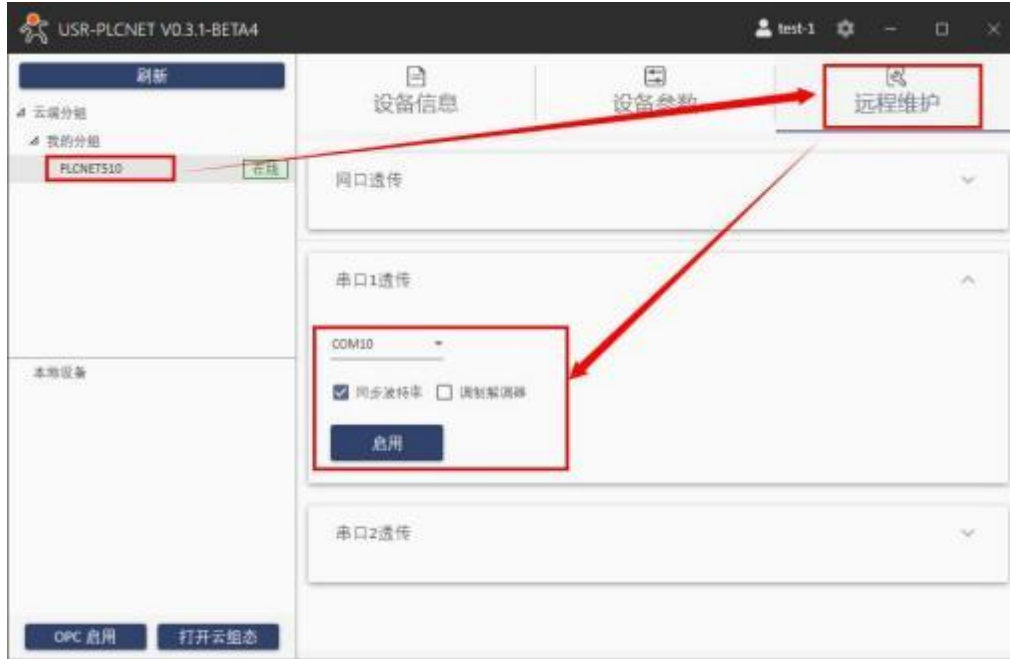 USR-PLCNET V0.3.1-BETA4
test-1
刷新
云端分组
我的分组
PLCNET510
在线
设备信息
设备参数
远程维护
网口透传
串口1透传
COM10
同步波特率
调制解调器
启用
串口2透传
本地设备
OPC 启用
打开云组态